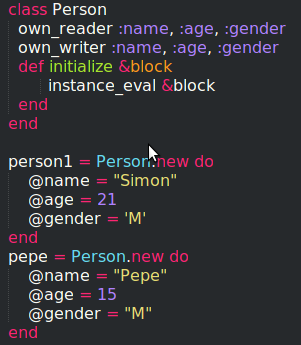 class Person
  own_reader :name, :age, :gender
  own_writer :name, :age, :gender
  def initialize &block
      instance_eval &block
  end
end

person1 = Person.new do
   @name = "Simon"
   @age = 21
   @gender = 'M'
end
pepe = Person.new do
   @name = "Pepe"
   @age = 15
   @gender = "M"
end